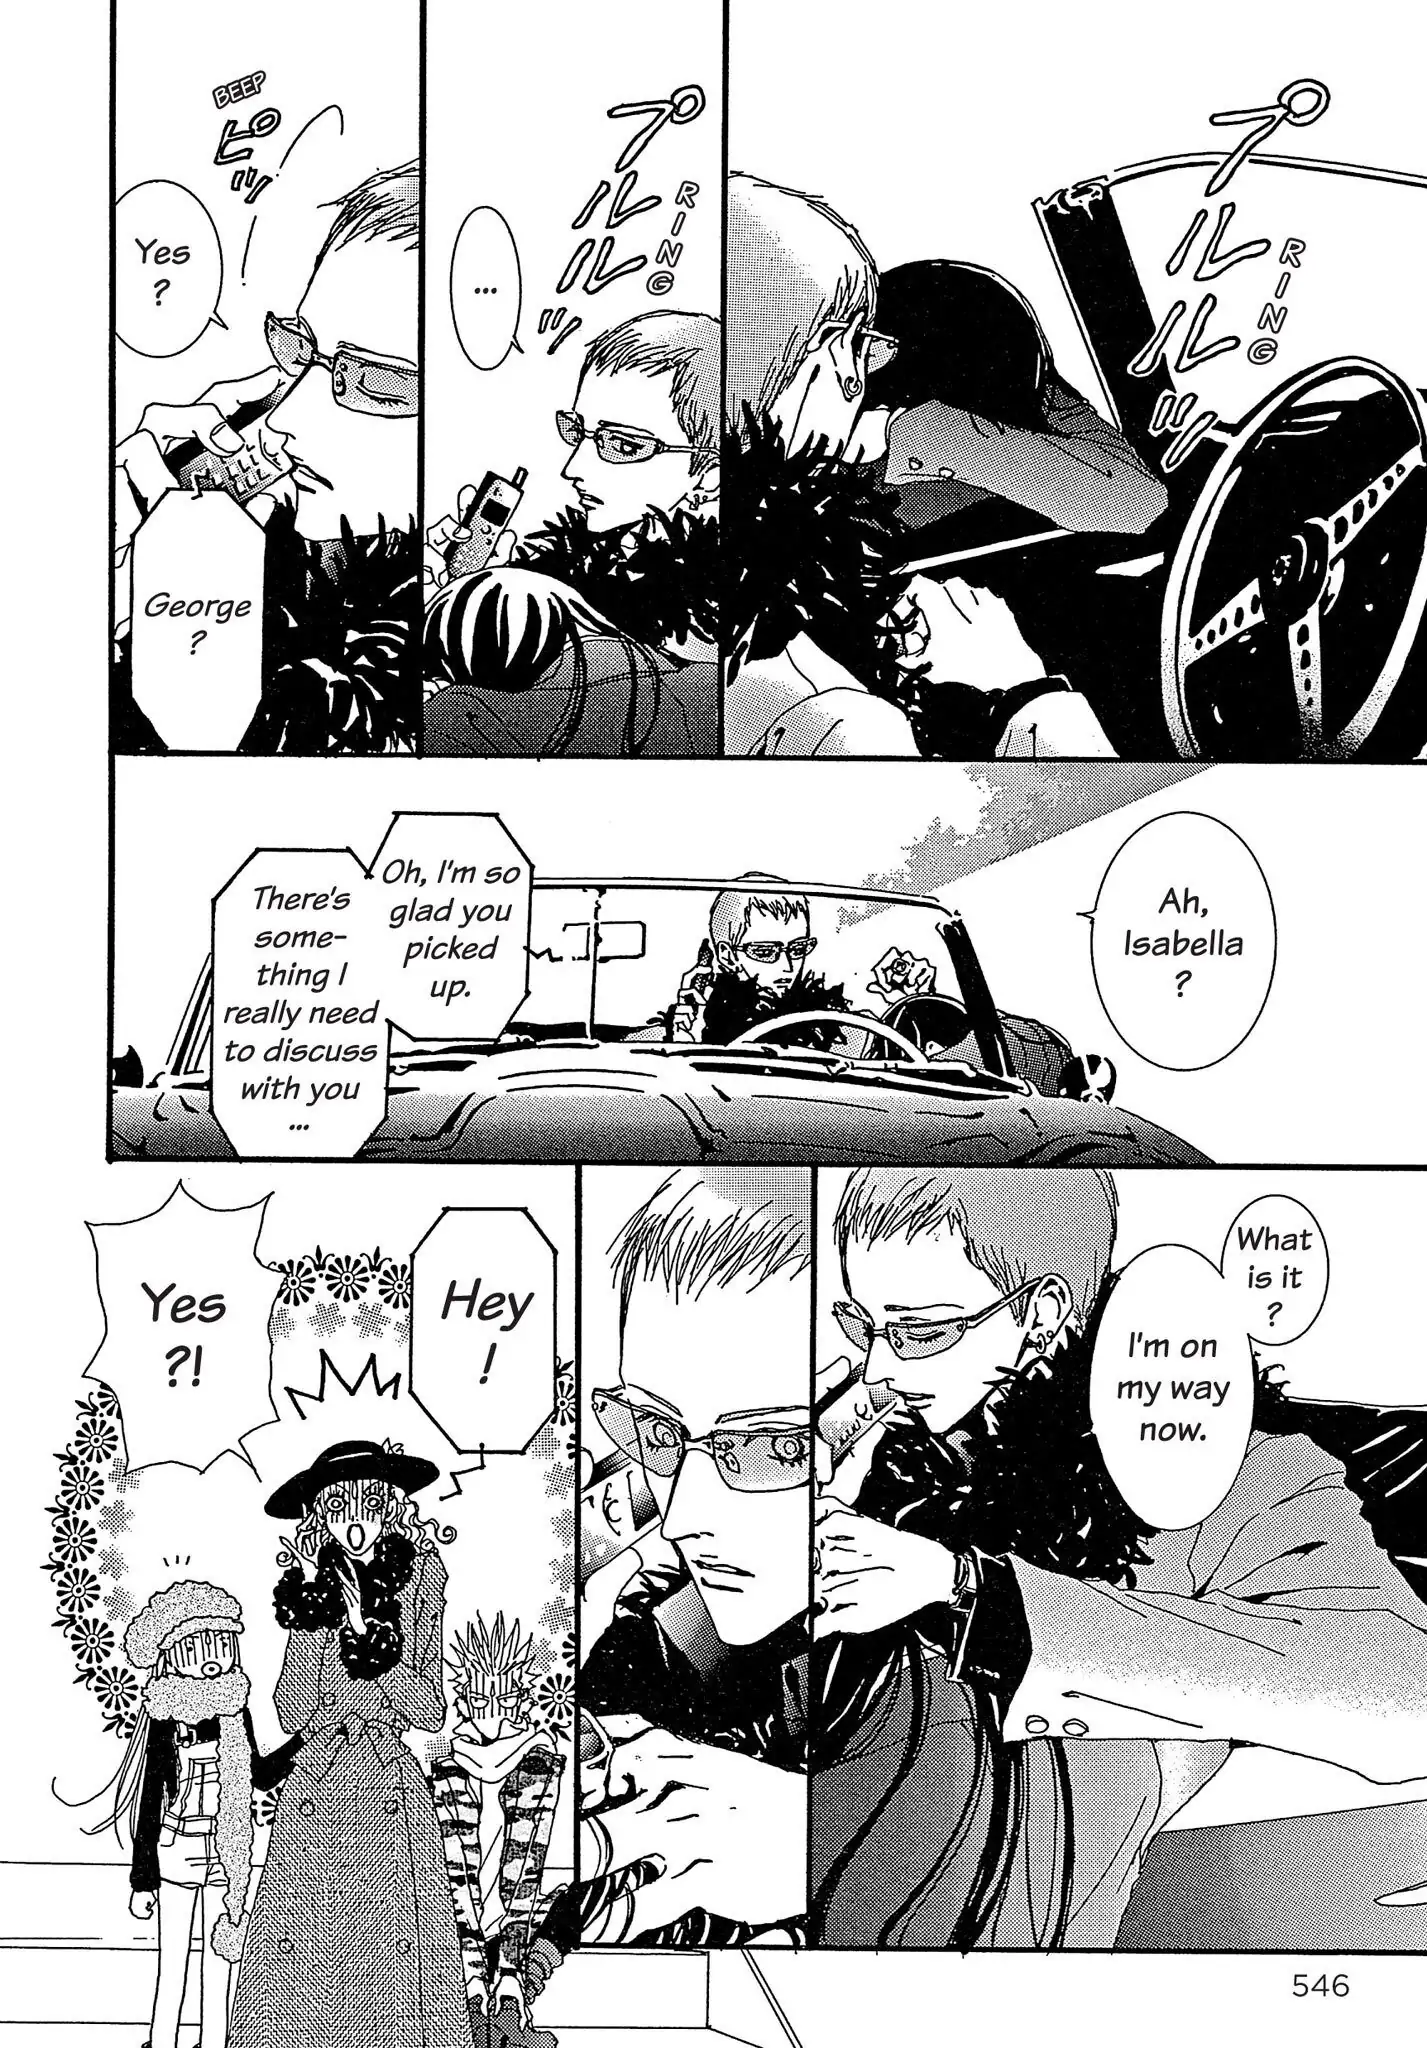 プルルルッ
RING
プルルルッ
RING
...
BEEP
ピッ
Yes
?
George
?
Ah,
Isabella
?
Oh, I'm so
glad you
picked
up.
There's
some-
thing I
really need
to discuss
with you
...
What
is it
?
I'm on
my way
now.
Hey
!
Yes
?!
546